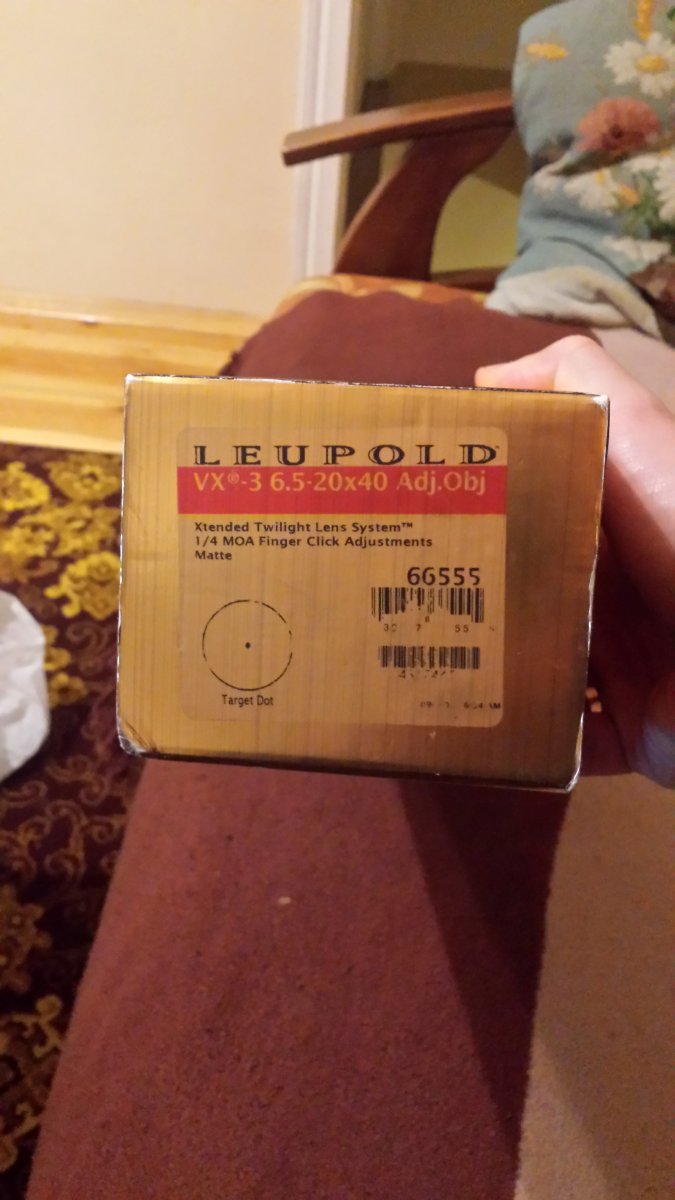 LEUPOLD
VX®-3 6.5-20x40 Adj.Obj
Xtended Twilight Lens System™
1/4 MOA Finger Click Adjustments
Matte
66555
Target Dot